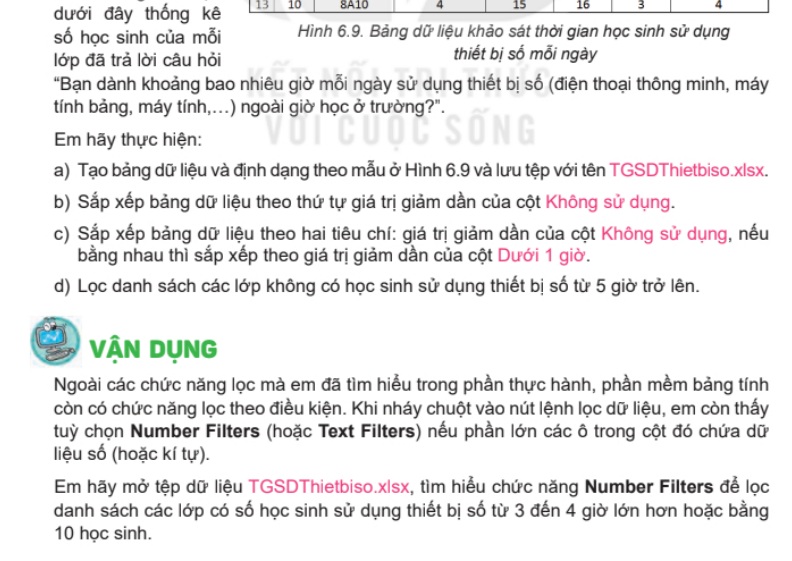 13 10 8A10 4 15 16 3 4
dưới đây thống kê
số học sinh của mỗi
lớp đã trả lời câu hỏi
Hình 6.9. Bảng dữ liệu khảo sát thời gian học sinh sử dụng
thiết bị số mỗi ngày
KẾT NỐI TRI THỨC
VỚI CUỘC SỐNG
“Bạn dành khoảng bao nhiêu giờ mỗi ngày sử dụng thiết bị số (điện thoại thông minh, máy
tính bảng, máy tính,...) ngoài giờ học ở trường?”.
Em hãy thực hiện:
a) Tạo bảng dữ liệu và định dạng theo mẫu ở Hình 6.9 và lưu tệp với tên TGSDThietbiso.xlsx.
b) Sắp xếp bảng dữ liệu theo thứ tự giá trị giảm dần của cột Không sử dụng.
c) Sắp xếp bảng dữ liệu theo hai tiêu chí: giá trị giảm dần của cột Không sử dụng, nếu
bằng nhau thì sắp xếp theo giá trị giảm dần của cột Dưới 1 giờ.
d) Lọc danh sách các lớp không có học sinh sử dụng thiết bị số từ 5 giờ trở lên.
VẬN DỤNG
Ngoài các chức năng lọc mà em đã tìm hiểu trong phần thực hành, phần mềm bảng tính
còn có chức năng lọc theo điều kiện. Khi nháy chuột vào nút lệnh lọc dữ liệu, em còn thấy
tuỳ chọn Number Filters (hoặc Text Filters) nếu phần lớn các ô trong cột đó chứa dữ
liệu số (hoặc kí tự).
Em hãy mở tệp dữ liệu TGSDThietbiso.xlsx, tìm hiểu chức năng Number Filters để lọc
danh sách các lớp có số học sinh sử dụng thiết bị số từ 3 đến 4 giờ lớn hơn hoặc bằng
10 học sinh.